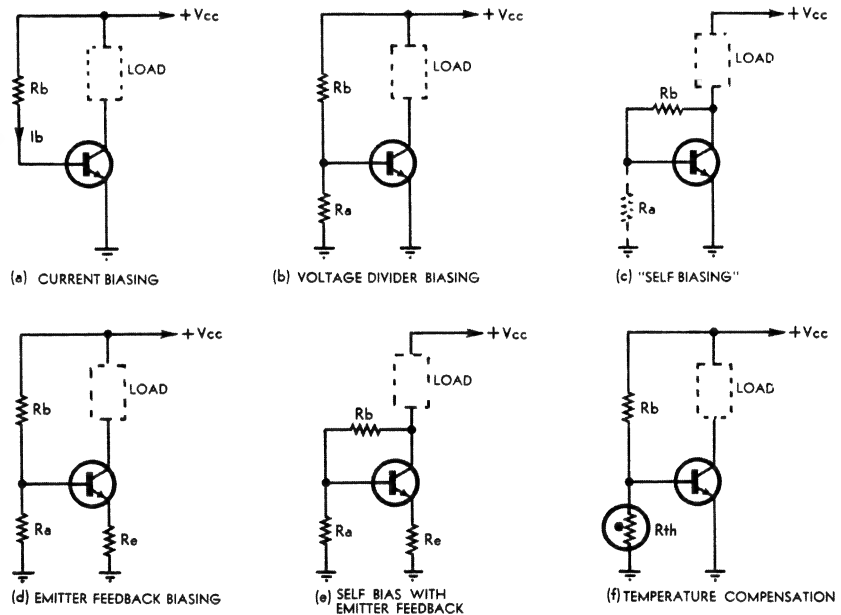 +Vcc
LOAD
Rb
Ib
(a) CURRENT BIASING
+Vcc
LOAD
Rb
Ra
(b) VOLTAGE DIVIDER BIASING
+Vcc
LOAD
Rb
Ra
(c) "SELF BIASING"
+Vcc
LOAD
Rb
Ra
Re
(d) EMITTER FEEDBACK BIASING
+Vcc
LOAD
Rb
Ra
Re
(e) SELF BIAS WITH
EMITTER FEEDBACK
+Vcc
LOAD
Rb
Rth
(f) TEMPERATURE COMPENSATION